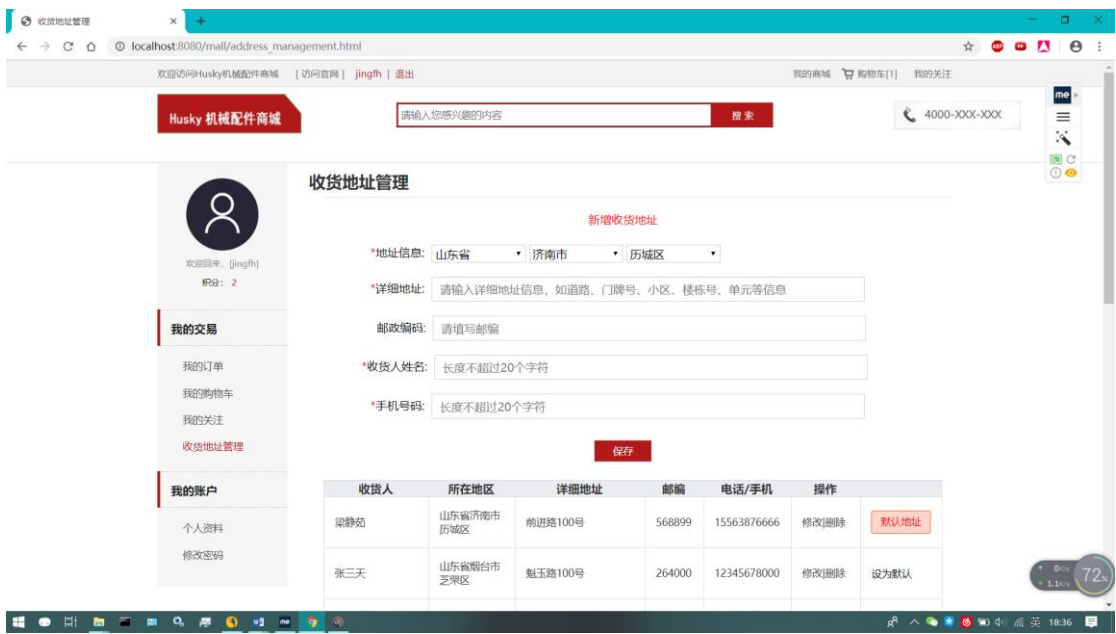 收货地址管理
localhost:8080/mall/address_management.html
ABP
欢迎访问Husky机械配件商城 [访问官网] jingfh | 退出
我的商城 购物车[1] 我的关注
me
Husky 机械配件商城
请输入您感兴趣的内容
搜 索
4000-XXX-XXX
欢迎回来,[jingfh]
积分: 2
我的交易
我的订单
我的购物车
我的关注
收货地址管理
我的账户
个人资料
修改密码
收货地址管理
新增收货地址
*地址信息: 山东省 济南市 历城区
*详细地址: 请输入详细地址信息,如道路、门牌号、小区、楼栋号、单元等信息
邮政编码: 请填写邮编
*收货人姓名: 长度不超过20个字符
*手机号码: 长度不超过20个字符
保存
收货人 所在地区 详细地址 邮编 电话/手机 操作
梁静茹 山东省济南市历城区 前进路100号 568899 15563876666 修改|删除 默认地址
张三天 山东省烟台市芝罘区 魁玉路100号 264000 12345678000 修改|删除 设为默认
72%
英 18:36